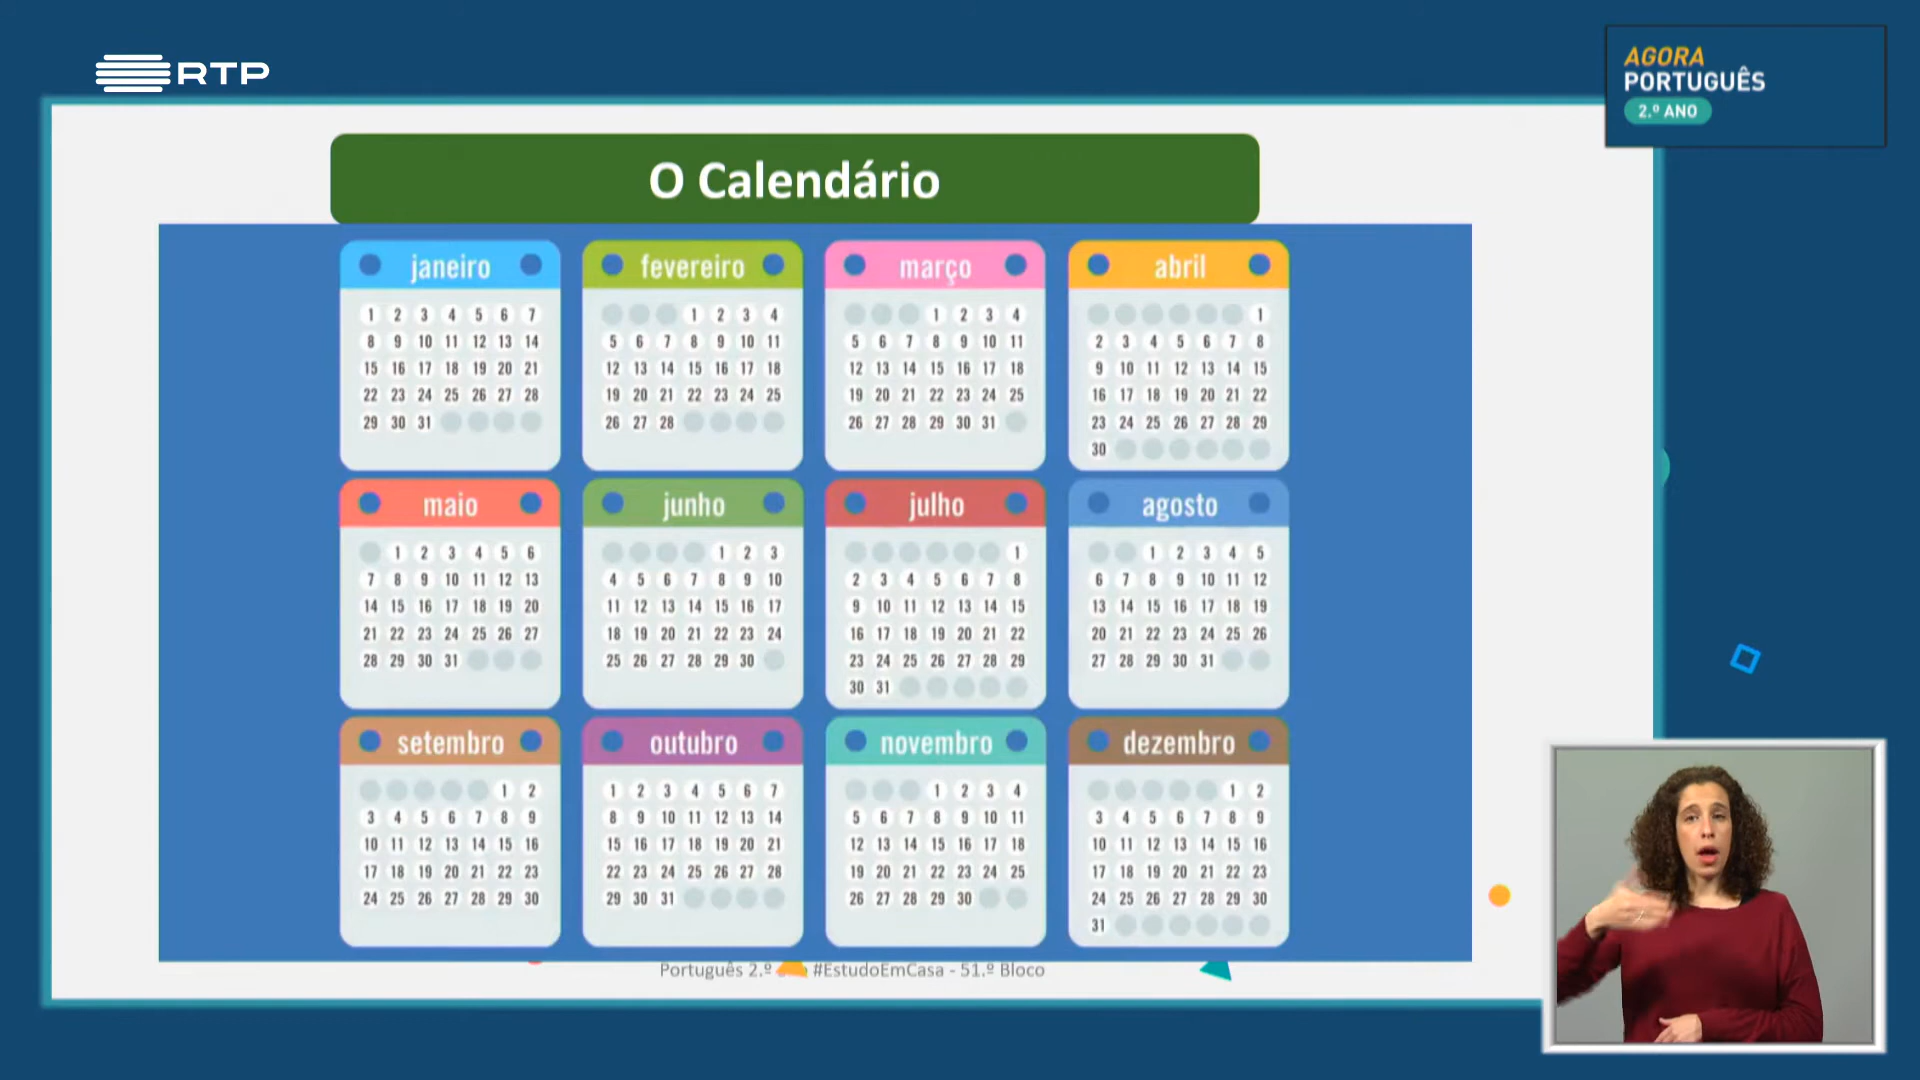 RTP
AGORA
PORTUGUÊS
2.º ANO
O Calendário
janeiro
1 2 3 4 5 6 7
8 9 10 11 12 13 14
15 16 17 18 19 20 21
22 23 24 25 26 27 28
29 30 31
fevereiro
1 2 3 4
5 6 7 8 9 10 11
12 13 14 15 16 17 18
19 20 21 22 23 24 25
26 27 28
março
1 2 3 4
5 6 7 8 9 10 11
12 13 14 15 16 17 18
19 20 21 22 23 24 25
26 27 28 29 30 31
abril
1
2 3 4 5 6 7 8
9 10 11 12 13 14 15
16 17 18 19 20 21 22
23 24 25 26 27 28 29
30
maio
1 2 3 4 5 6
7 8 9 10 11 12 13
14 15 16 17 18 19 20
21 22 23 24 25 26 27
28 29 30 31
junho
1 2 3
4 5 6 7 8 9 10
11 12 13 14 15 16 17
18 19 20 21 22 23 24
25 26 27 28 29 30
julho
1
2 3 4 5 6 7 8
9 10 11 12 13 14 15
16 17 18 19 20 21 22
23 24 25 26 27 28 29
30 31
agosto
1 2 3 4 5
6 7 8 9 10 11 12
13 14 15 16 17 18 19
20 21 22 23 24 25 26
27 28 29 30 31
setembro
1 2
3 4 5 6 7 8 9
10 11 12 13 14 15 16
17 18 19 20 21 22 23
24 25 26 27 28 29 30
outubro
1 2 3 4 5 6 7
8 9 10 11 12 13 14
15 16 17 18 19 20 21
22 23 24 25 26 27 28
29 30 31
novembro
1 2 3 4
5 6 7 8 9 10 11
12 13 14 15 16 17 18
19 20 21 22 23 24 25
26 27 28 29 30
dezembro
1 2
3 4 5 6 7 8 9
10 11 12 13 14 15 16
17 18 19 20 21 22 23
24 25 26 27 28 29 30
31
Português 2.º #EstudoEmCasa - 51.º Bloco